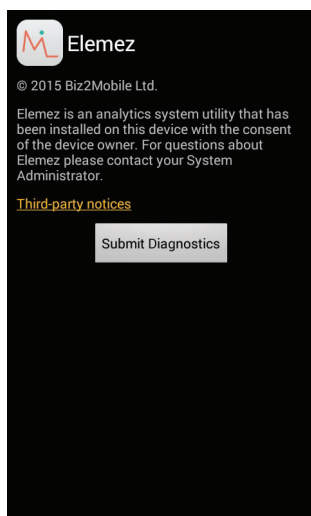 Elemez
© 2015 Biz2Mobile Ltd.
Elemez is an analytics system utility that has
been installed on this device with the consent
of the device owner. For questions about
Elemez please contact your System
Administrator.
Third-party notices
Submit Diagnostics